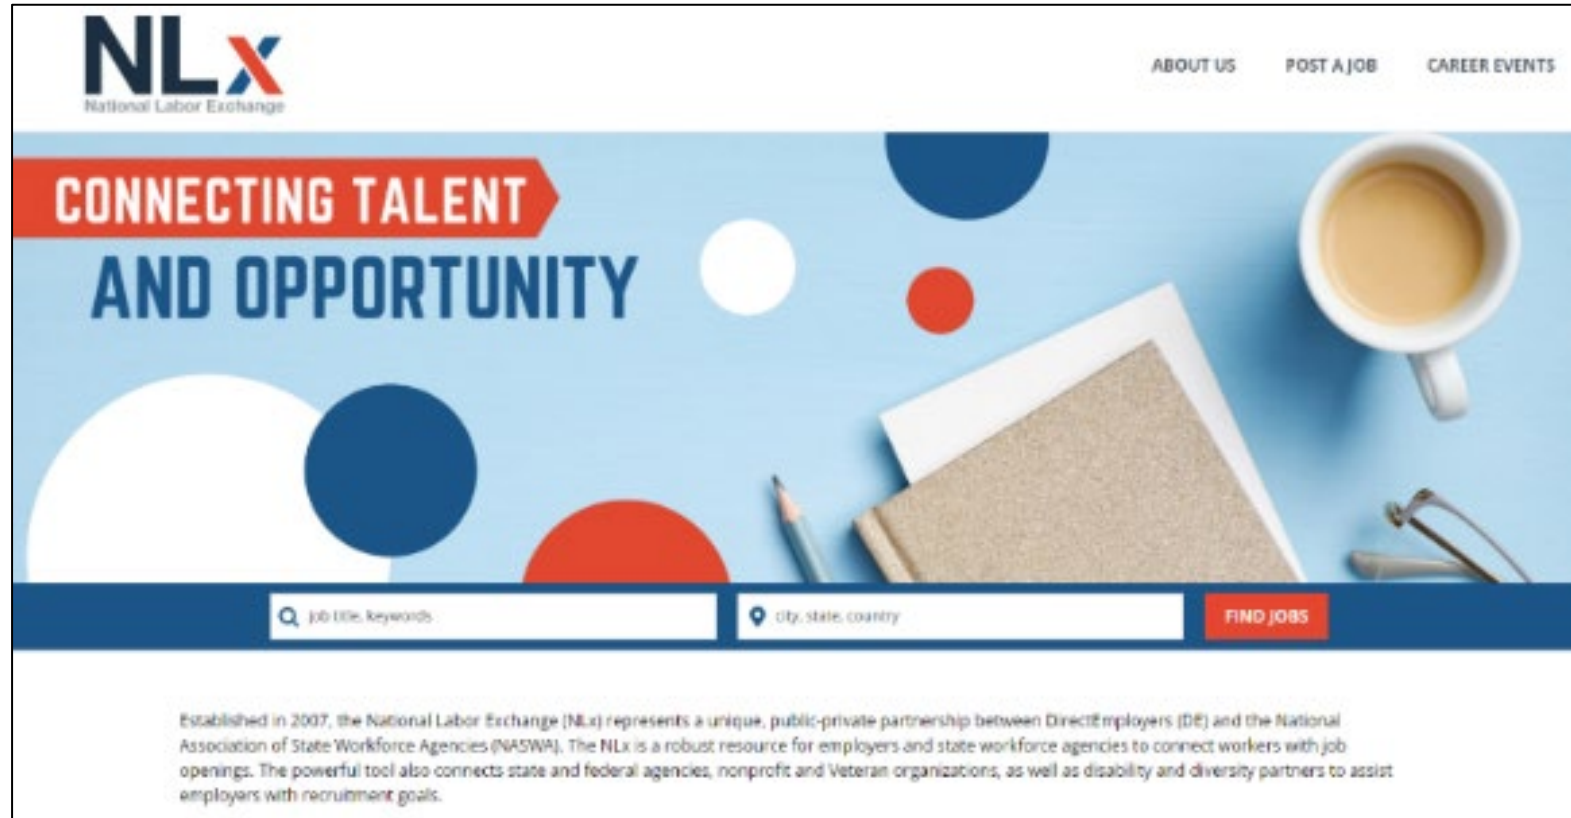 NLx
National Labor Exchange
ABOUT US POST A JOB CAREER EVENTS
CONNECTING TALENT
AND OPPORTUNITY
job title, keywords
city, state, country
FIND JOBS
Established in 2007, the National Labor Exchange (NLx) represents a unique, public-private partnership between DirectEmployers (DE) and the National
Association of State Workforce Agencies (NASWA). The NLx is a robust resource for employers and state workforce agencies to connect workers with job
openings. The powerful tool also connects state and federal agencies, nonprofit and Veteran organizations, as well as disability and diversity partners to assist
employers with recruitment goals.